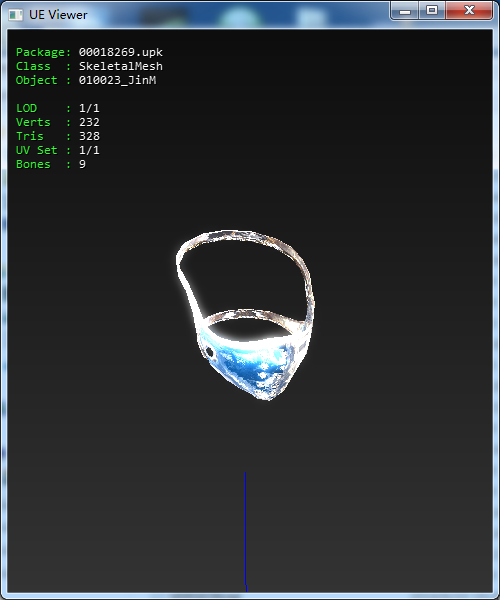 UE Viewer
Package: 00018269.upk
Class : SkeletalMesh
Object : 010023_JinM
LOD : 1/1
Verts : 232
Tris : 328
UV Set : 1/1
Bones : 9